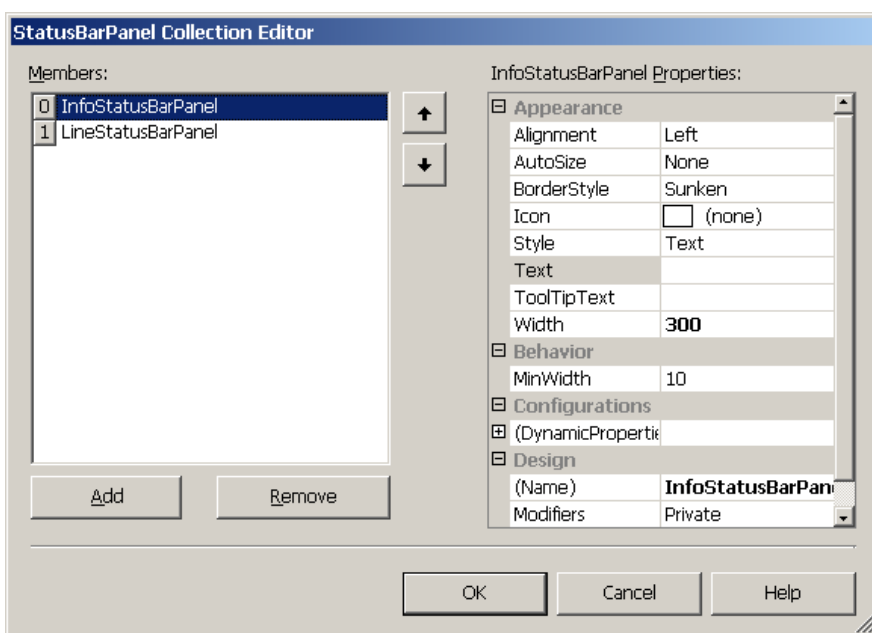 StatusBarPanel Collection Editor
Members:
0 InfoStatusBarPanel
1 LineStatusBarPanel
Add
Remove
InfoStatusBarPanel Properties:
Appearance
Alignment Left
AutoSize None
BorderStyle Sunken
Icon (none)
Style Text
Text
ToolTipText
Width 300
Behavior
MinWidth 10
Configurations
(DynamicPropertie
Design
(Name) InfoStatusBarPan
Modifiers Private
OK
Cancel
Help